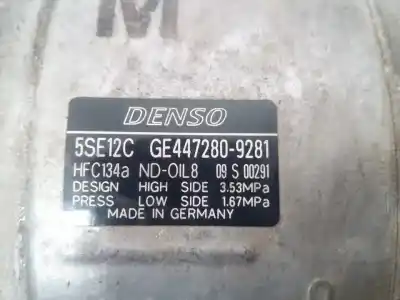 M
DENSO
5SE12C GE447280-9281
HFC134a ND-OIL8 09 S 00291
DESIGN HIGH SIDE 3.53MPa
PRESS LOW SIDE 1.67MPa
MADE IN GERMANY